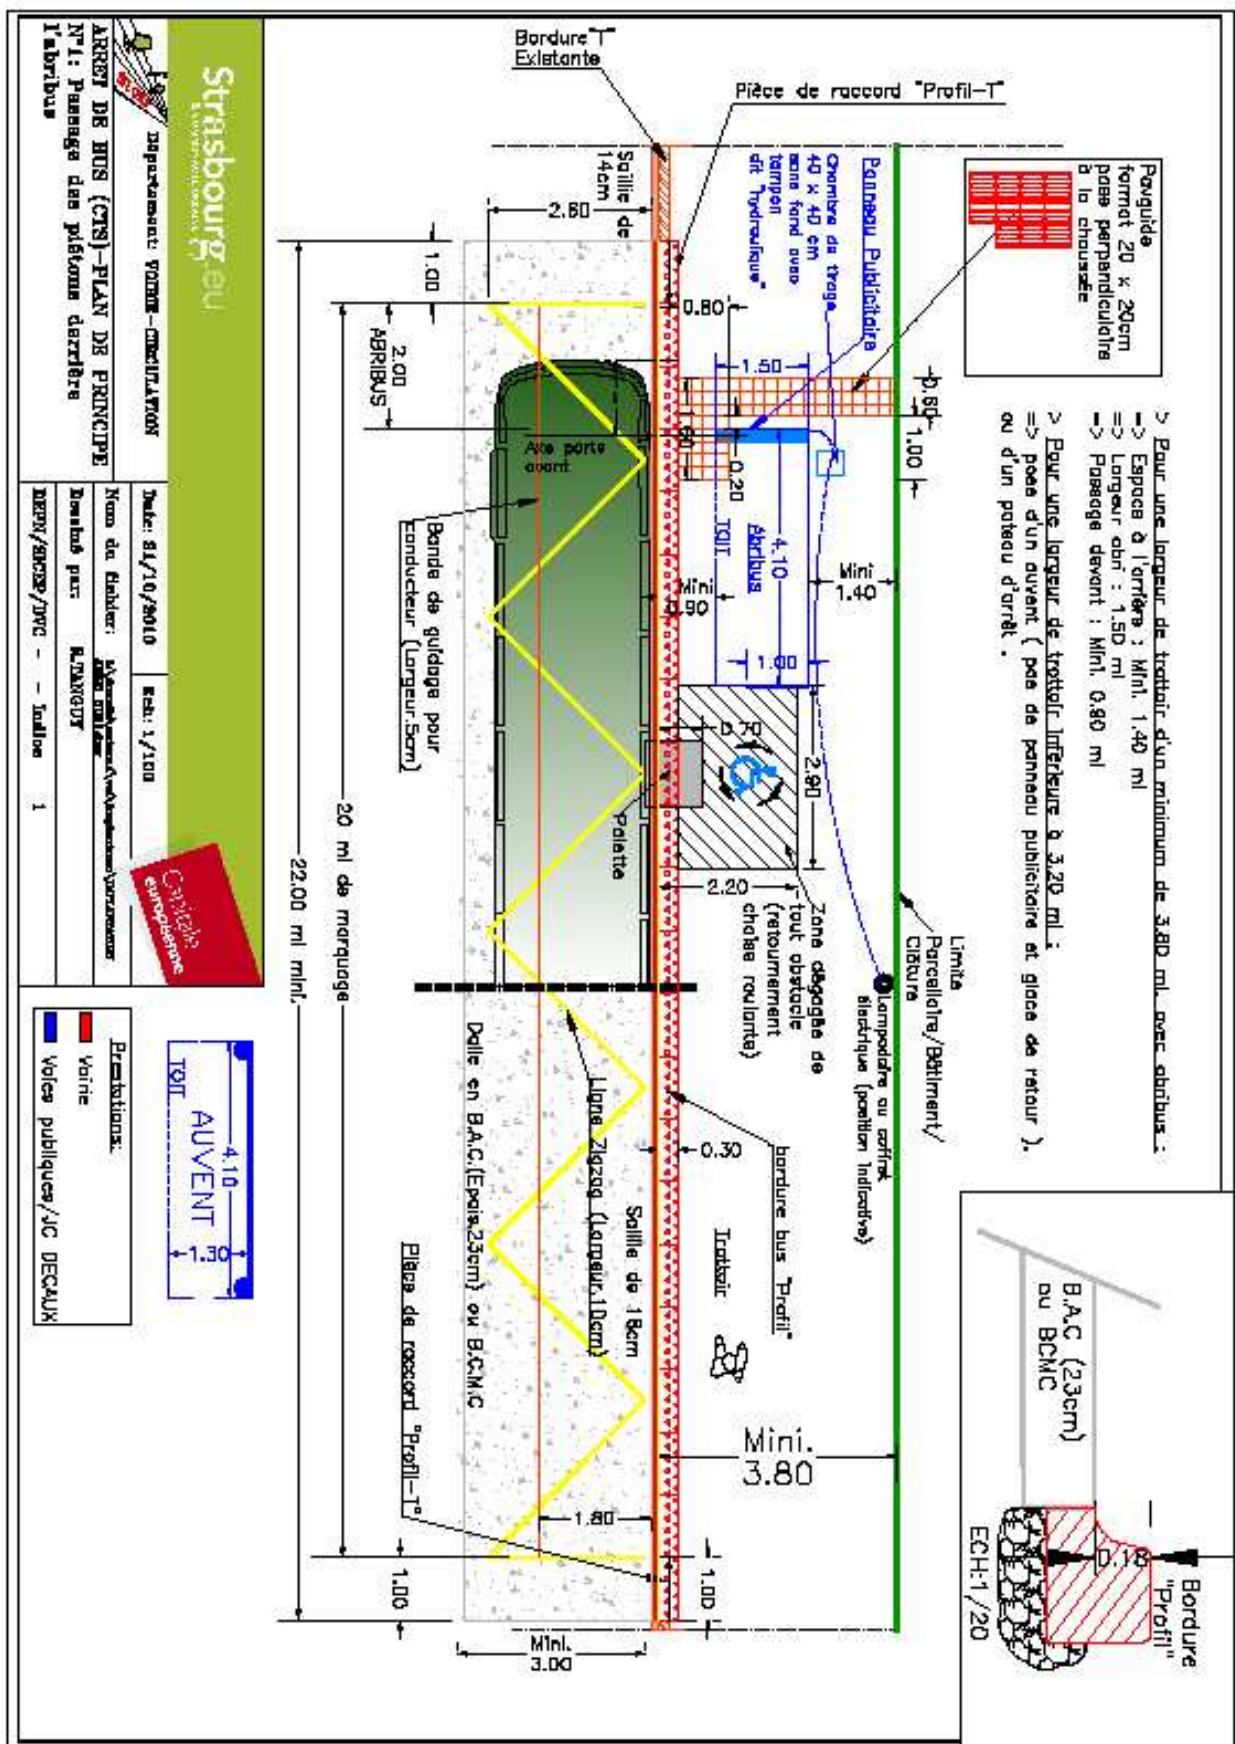 Pavguide
format 20 x 20cm
pose perpendiculaire
à la chaussée
> Pour une largeur de trottoir d'un minimum de 3.80 ml. avec abribus :
=> Espace à l'arrière : Mini. 1.40 ml
=> Largeur abri : 1.50 ml
=> Passage devant : Mini. 0.90 ml
> Pour une largeur de trottoir inférieure à 3.20 ml :
=> pose d'un auvent ( pas de panneau publicitaire et glace de retour ).
ou d'un poteau d'arrêt .
B.A.C (23cm)
ou BCMC
0.18
Bordure
"Profil"
ECH:1/20
Bordure"T"
Existante
Pièce de raccord "Profil-T"
Panneau Publicitaire
Chambre de tirage
40 x 40 cm
sans fond avec
tampon
dit "hydraulique"
Saillie de
14cm
2.60
1.00
0.80
1.50
0.60
1.00
0.20
2.00
ABRIBUS
Axe porte
avant
TOIT
Abribus
4.10
Mini
1.40
Mini
0.90
1.00
0.70
2.90
2.20
Palette
Bande de guidage pour
conducteur (Largeur.5cm)
Zone dégagée de
tout obstacle
(retournement
chaise roulante)
Limite
Parcellaire/Bâtiment/
Clôture
Lampadaire ou coffret
électrique (position indicative)
bordure bus "Profil"
0.30
Trottoir
Saillie de 18cm
Ligne Zigzag (Largeur.10cm)
Dalle en B.A.C.(Epais.23cm) ou B.C.M.C
Pièce de raccord "Profil-T"
Mini.
3.80
1.80
1.00
1.00
Mini.
3.00
20 ml de marquage
22.00 ml mini.
Strasbourg.eu
Capitale
européenne
Département VOIRIE-CIRCULATION
ARRET DE BUS (CTS)-PLAN DE PRINCIPE
N°1: Passage des piétons derrière
l'abribus
Ech: 1/100
Nom du fichier:
Dessiné par: R.TANGUY
Indice 1
TOIT
AUVENT
4.10
1.30
Prestations:
Voirie
Voies publiques/JC DECAUX